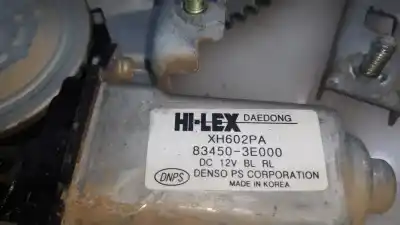 HI-LEX DAEDONG
XH602PA
83450-3E000
DC 12V BL RL
DNPS DENSO PS CORPORATION
MADE IN KOREA